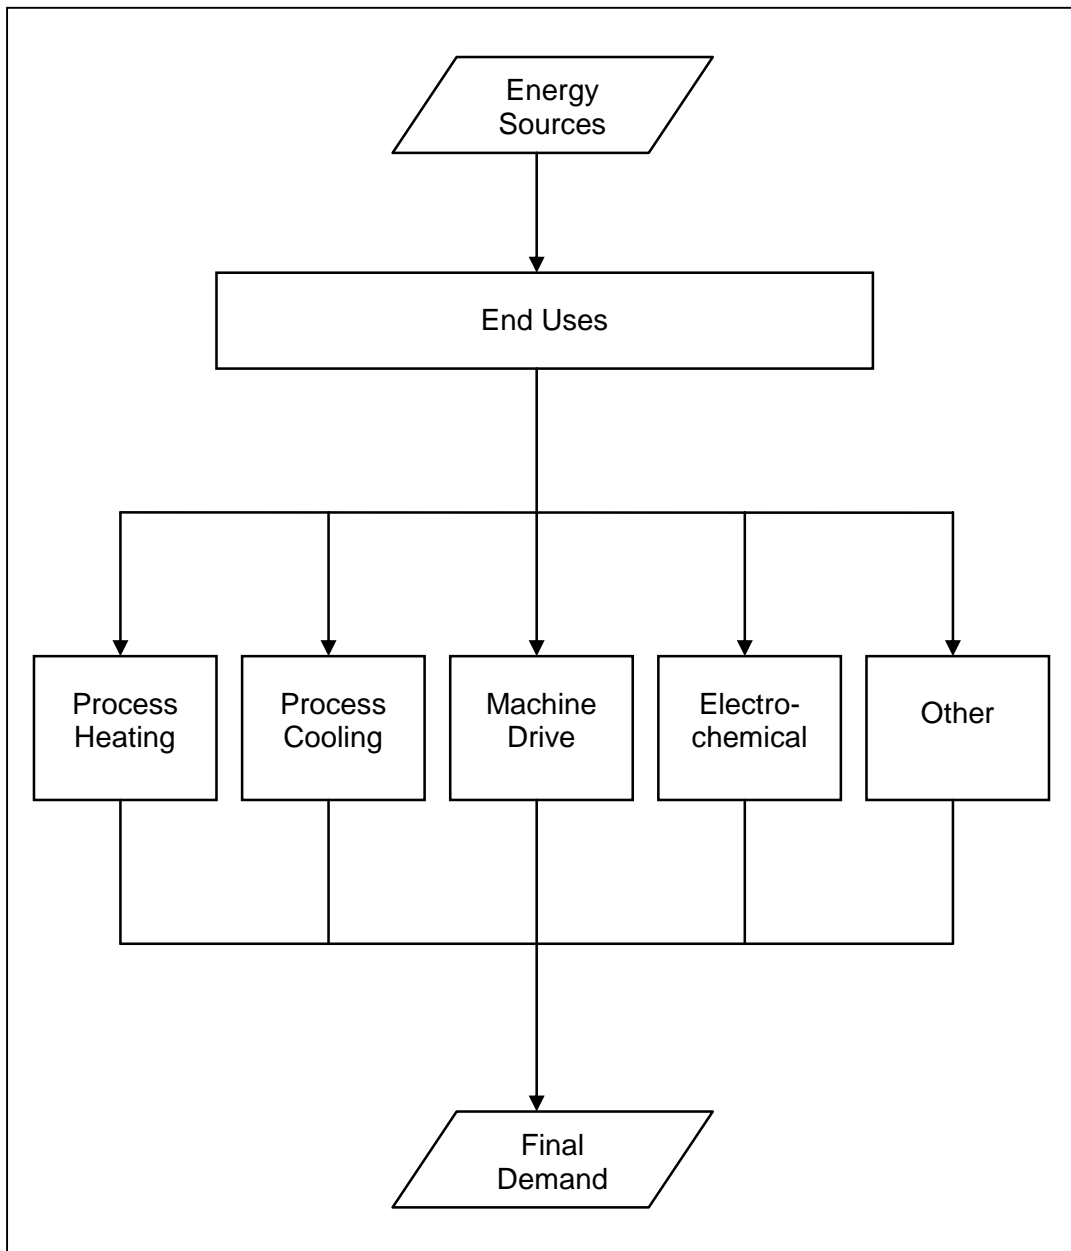 Energy
Sources
End Uses
Process
Heating
Process
Cooling
Machine
Drive
Electro-
chemical
Other
Final
Demand